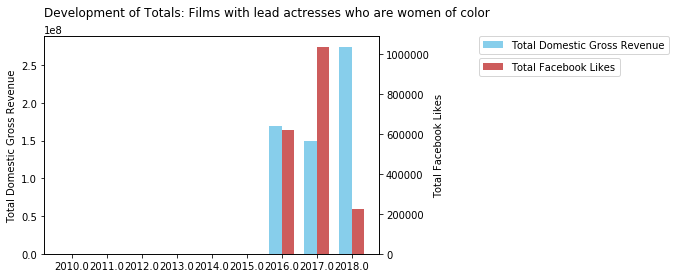 Development of Totals: Films with lead actresses who are women of color
1e8
Total Domestic Gross Revenue
2.5
2.0
1.5
1.0
0.5
0.0
2010.0 2011.0 2012.0 2013.0 2014.0 2015.0 2016.0 2017.0 2018.0
1000000
800000
600000
400000
200000
0
Total Facebook Likes
Total Domestic Gross Revenue
Total Facebook Likes